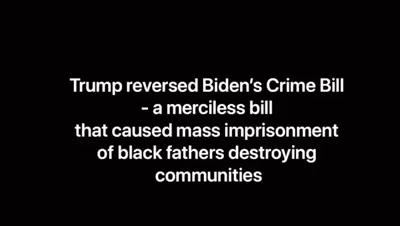 Trump reversed Biden's Crime Bill
- a merciless bill
that caused mass imprisonment
of black fathers destroying
communities